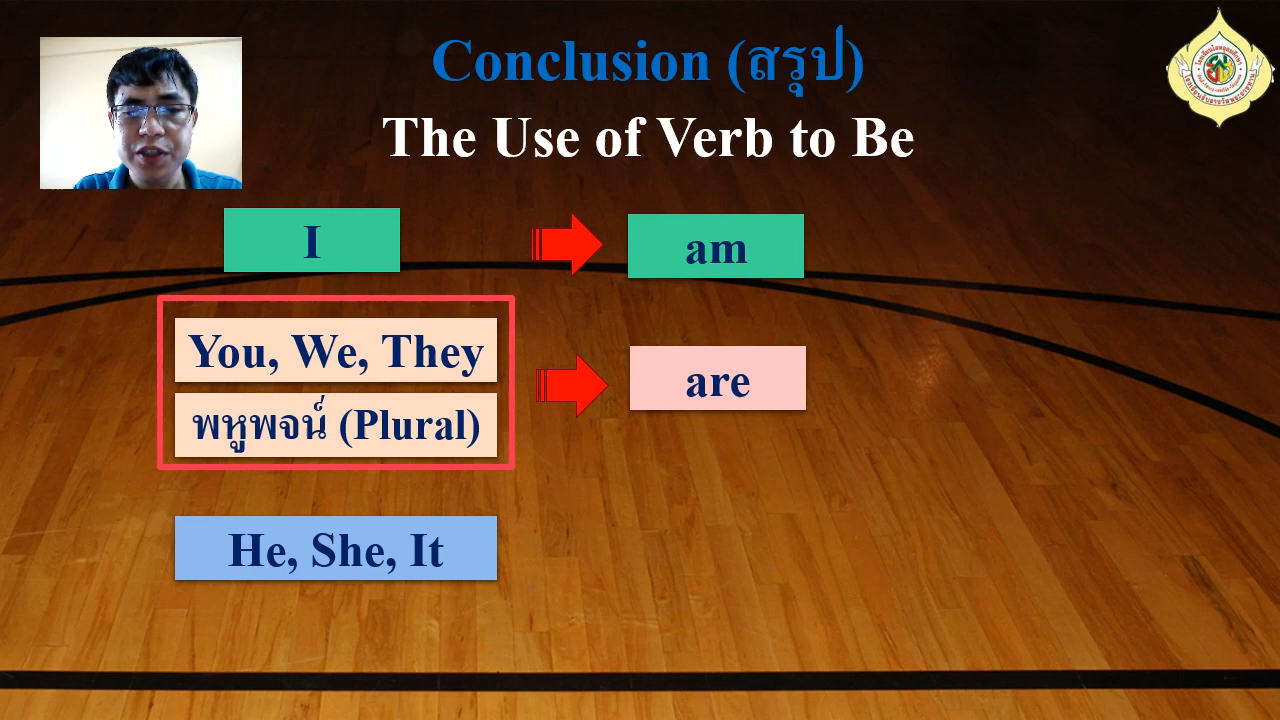 Conclusion (สรุป)
The Use of Verb to Be
I
am
You, We, They
พหูพจน์ (Plural)
are
He, She, It